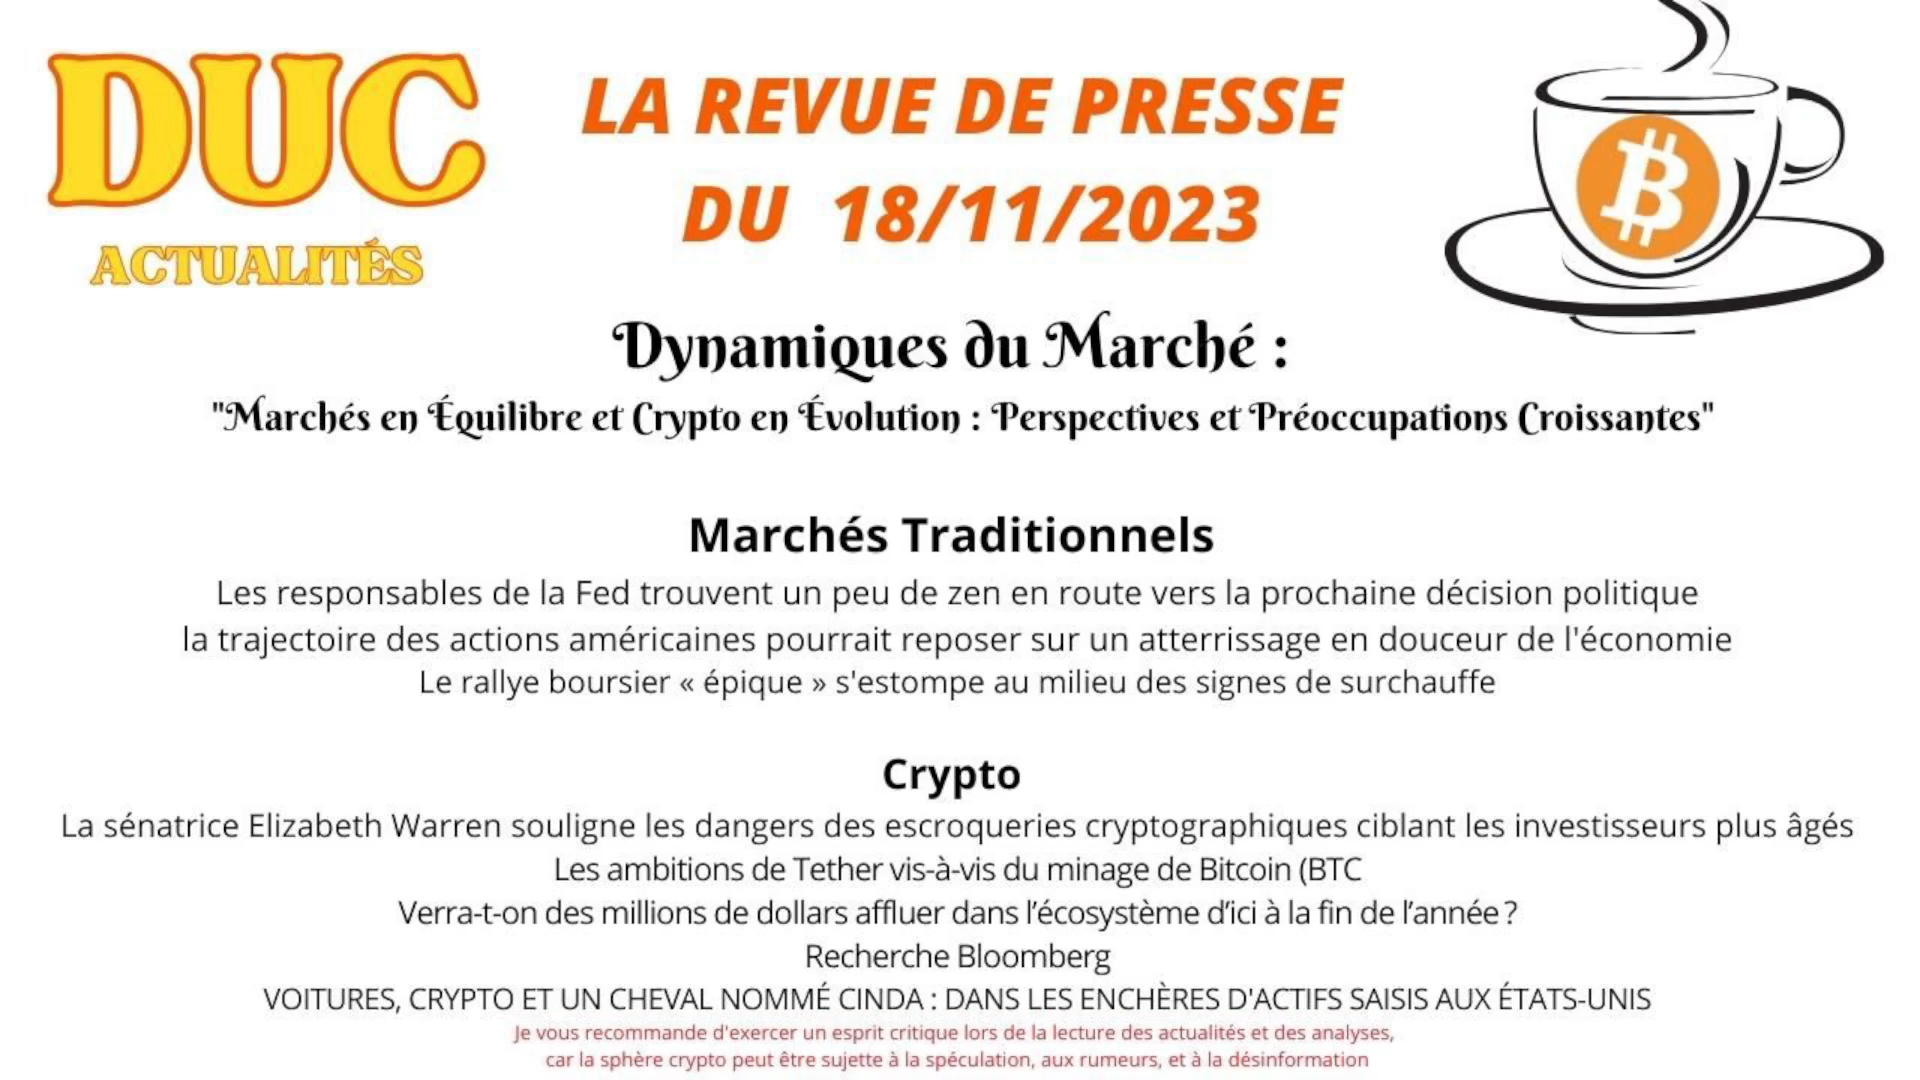 DUC
ACTUALITÉS
LA REVUE DE PRESSE
DU 18/11/2023
Dynamiques du Marché :
"Marchés en Équilibre et Crypto en Évolution : Perspectives et Préoccupations Croissantes"
Marchés Traditionnels
Les responsables de la Fed trouvent un peu de zen en route vers la prochaine décision politique
la trajectoire des actions américaines pourrait reposer sur un atterrissage en douceur de l'économie
Le rallye boursier « épique » s'estompe au milieu des signes de surchauffe
Crypto
La sénatrice Elizabeth Warren souligne les dangers des escroqueries cryptographiques ciblant les investisseurs plus âgés
Les ambitions de Tether vis-à-vis du minage de Bitcoin (BTC
Verra-t-on des millions de dollars affluer dans l’écosystème d’ici à la fin de l’année ?
Recherche Bloomberg
VOITURES, CRYPTO ET UN CHEVAL NOMMÉ CINDA : DANS LES ENCHÈRES D'ACTIFS SAISIS AUX ÉTATS-UNIS
Je vous recommande d'exercer un esprit critique lors de la lecture des actualités et des analyses,
car la sphère crypto peut être sujette à la spéculation, aux rumeurs, et à la désinformation